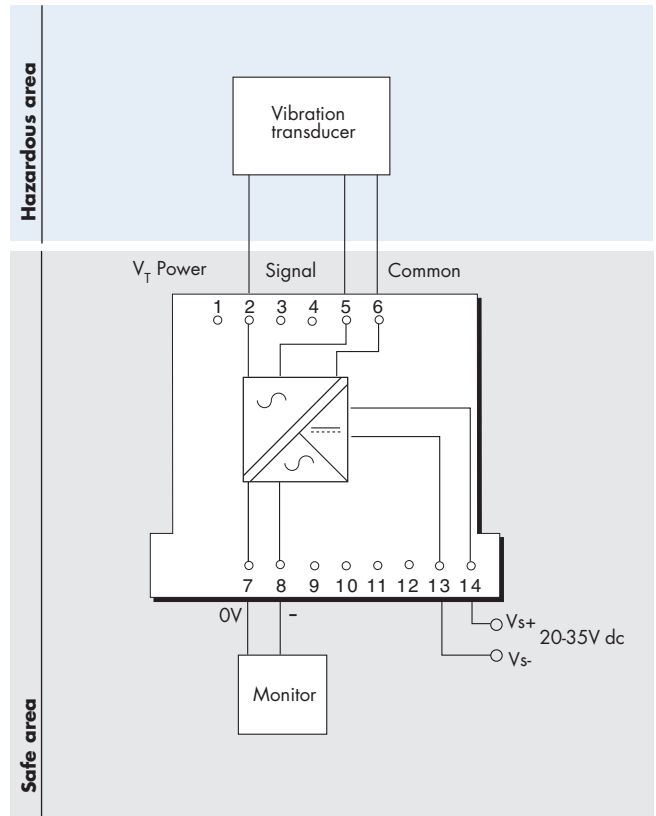 Hazardous area
Vibration
transducer
V_T Power Signal Common
1 2 3 4 5 6
7 8 9 10 11 12 13 14
0V -
Vs+
20-35V dc
Vs-
Monitor
Safe area